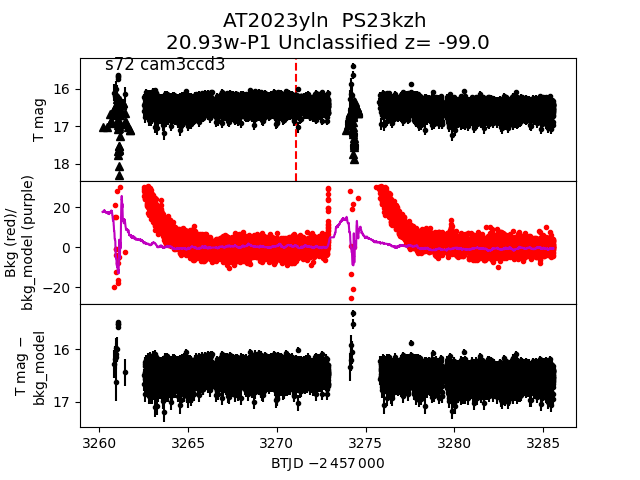 AT2023yln  PS23kzh
20.93w-P1 Unclassified z= -99.0
s72 cam3ccd3
T mag
16
17
18
Bkg (red)/
bkg_model (purple)
20
0
−20
T mag −
bkg_model
16
17
3260
3265
3270
3275
3280
3285
BTJD −2 457 000